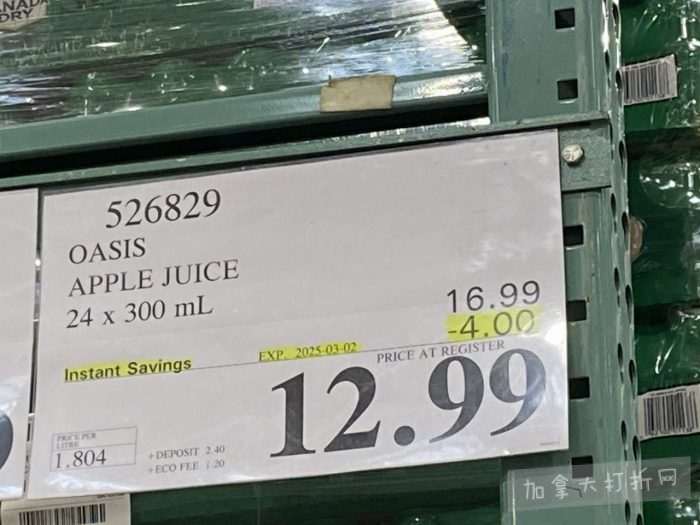 CANADA
DRY
526829
OASIS
APPLE JUICE
24 x 300 mL
16.99
-4.00
Instant Savings
EXP. 2025-03-02
PRICE AT REGISTER
12.99
PRICE PER
LITRE
1.804
+DEPOSIT 2.40
+ECO FEE 1.20
加拿大打折网